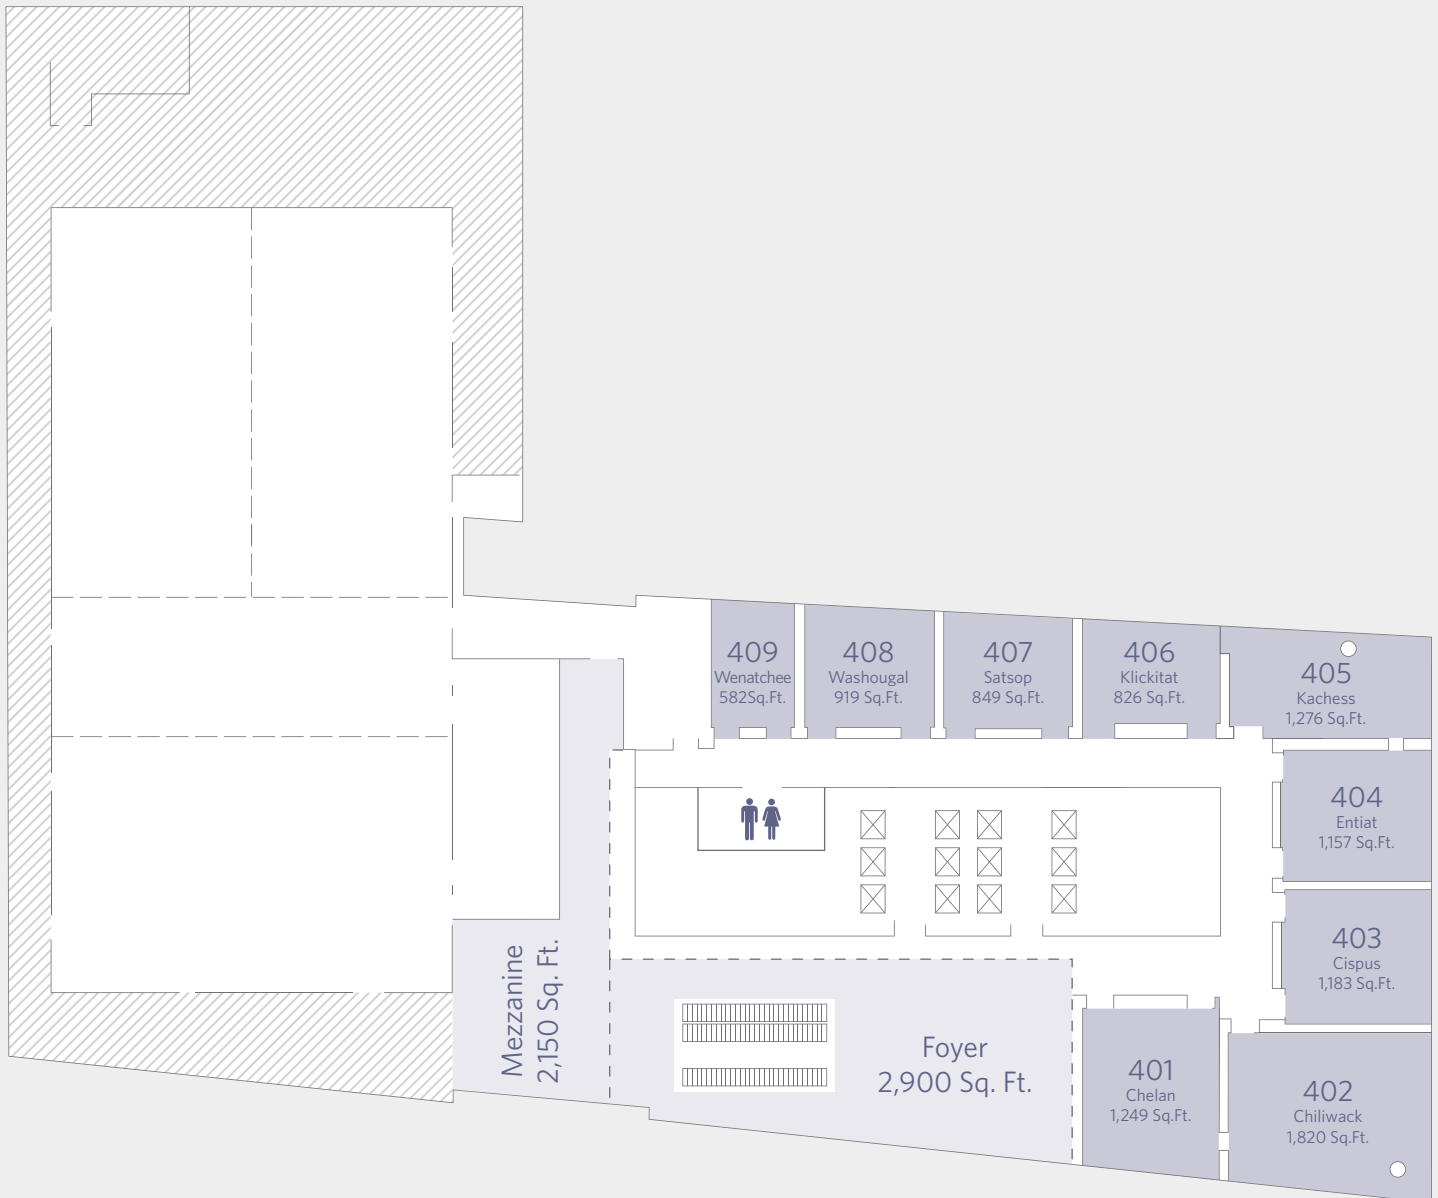 409
Wenatchee
582Sq.Ft.
408
Washougal
919 Sq.Ft.
407
Satsop
849 Sq.Ft.
406
Klickitat
826 Sq.Ft.
405
Kachess
1,276 Sq.Ft.
404
Entiat
1,157 Sq.Ft.
403
Cispus
1,183 Sq.Ft.
Mezzanine
2,150 Sq. Ft.
Foyer
2,900 Sq. Ft.
401
Chelan
1,249 Sq.Ft.
402
Chiliwack
1,820 Sq.Ft.